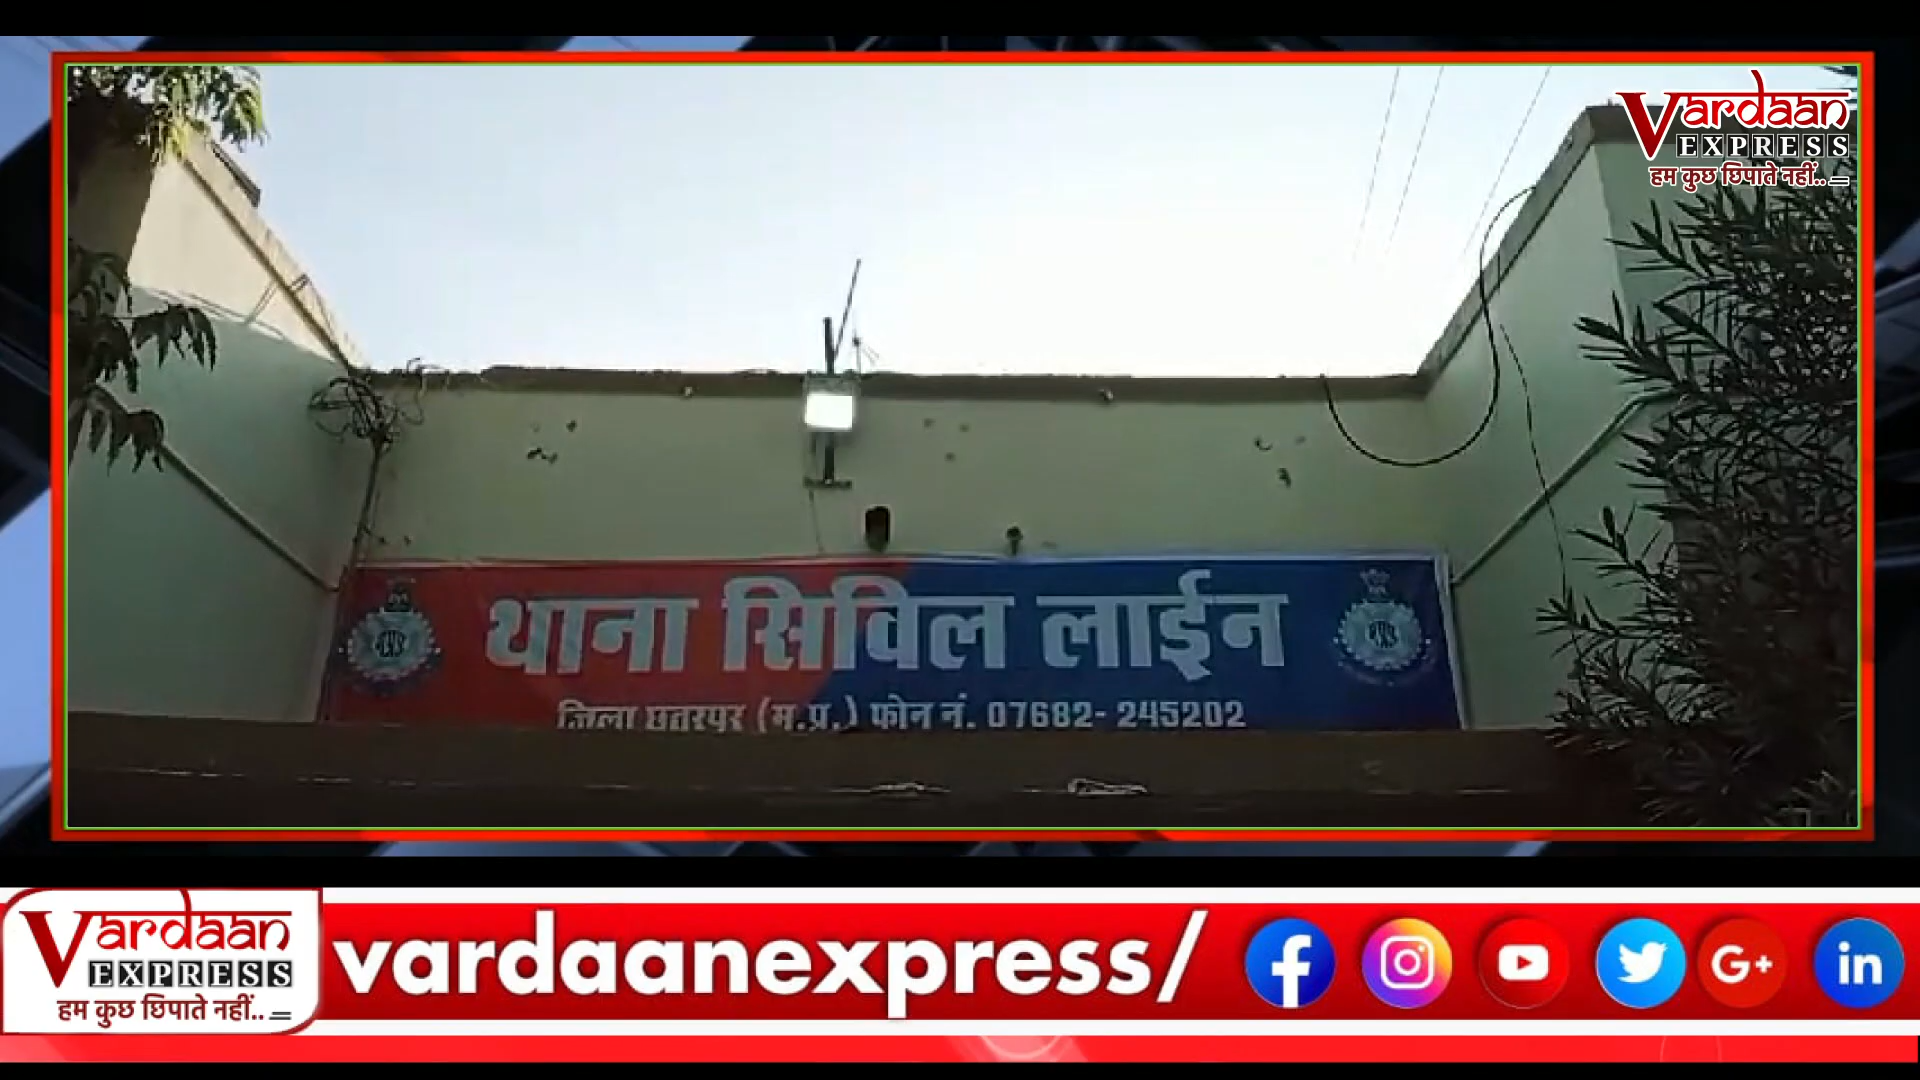 Vardaan
EXPRESS
हम कुछ छिपाते नहीं..
थाना सिविल लाईन
जिला छतरपुर (म.प्र.) फोन नं. 07682- 245202
Vardaan
EXPRESS
हम कुछ छिपाते नहीं..
vardaanexpress/